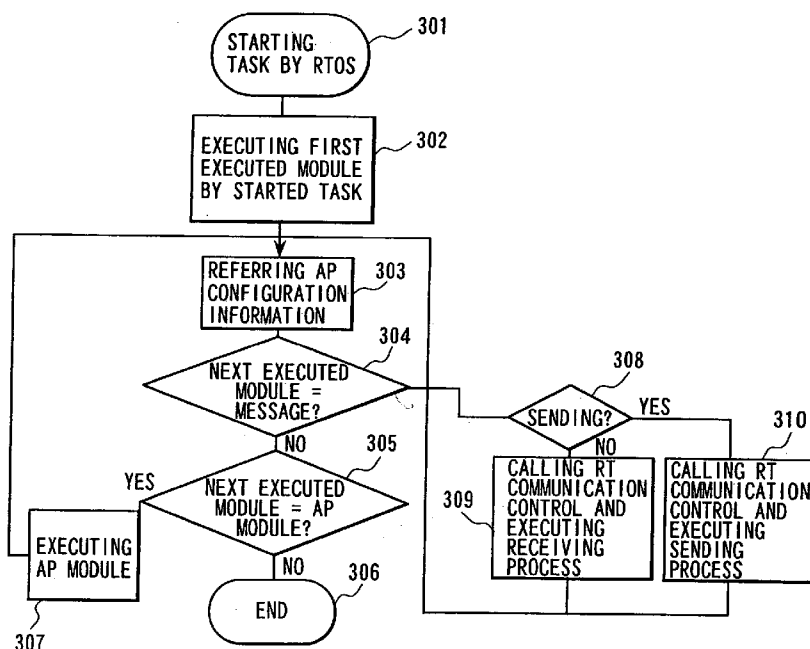 STARTING
TASK BY RTOS
301
EXECUTING FIRST
EXECUTED MODULE
BY STARTED TASK
302
REFERRING AP
CONFIGURATION
INFORMATION
303
NEXT EXECUTED
MODULE =
MESSAGE?
304
NO
NEXT EXECUTED
MODULE = AP
MODULE?
305
YES
NO
EXECUTING
AP MODULE
307
END
306
SENDING?
308
YES
NO
CALLING RT
COMMUNICATION
CONTROL AND
EXECUTING
RECEIVING
PROCESS
309
CALLING RT
COMMUNICATION
CONTROL AND
EXECUTING
SENDING
PROCESS
310